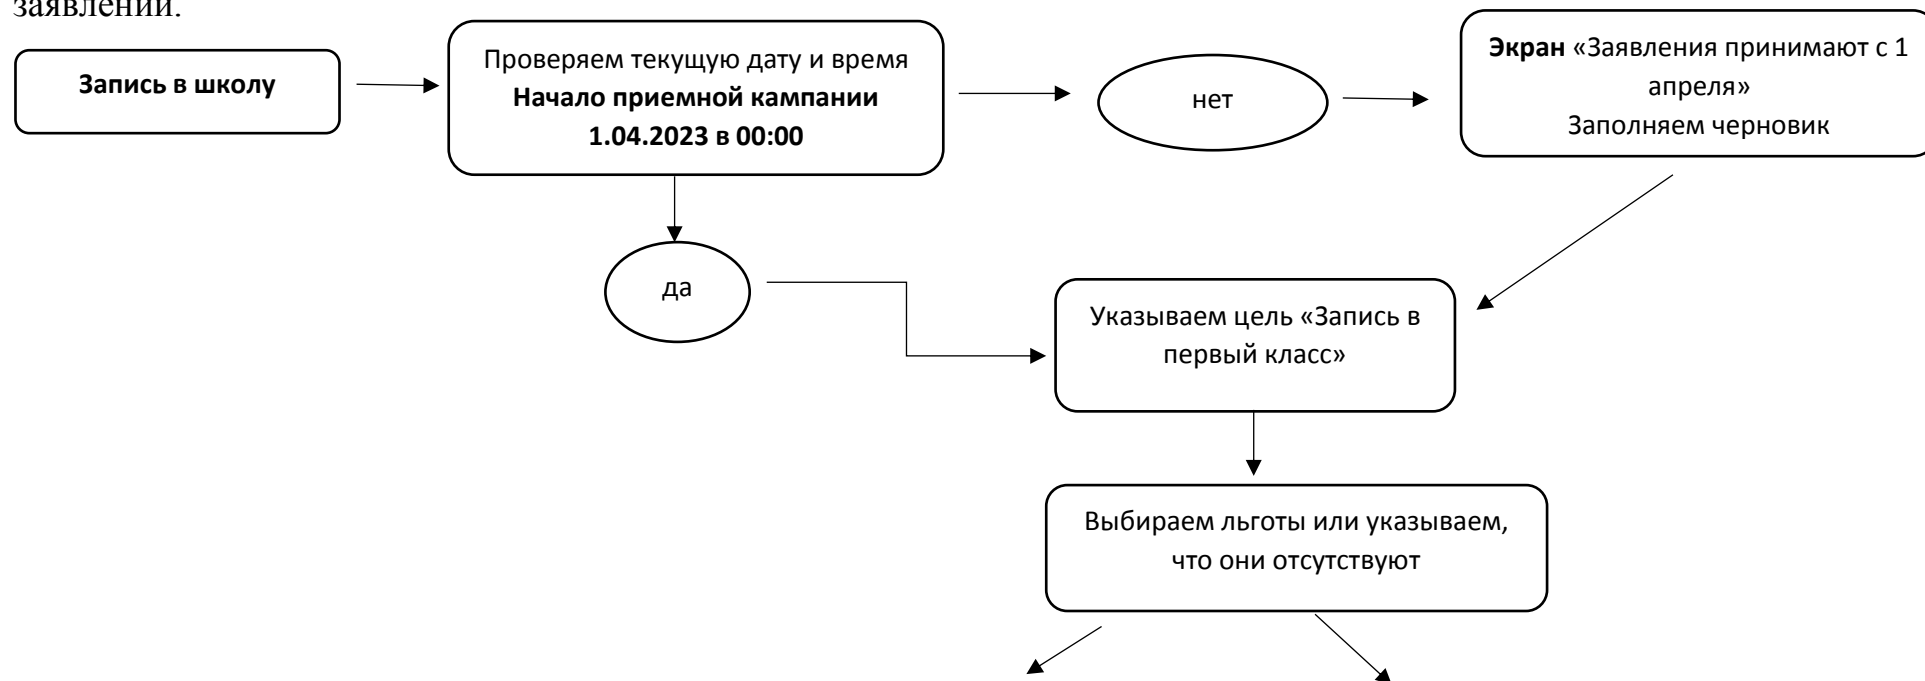 заявлений.
Запись в школу
Проверяем текущую дату и время
Начало приемной кампании
1.04.2023 в 00:00
нет
Экран «Заявления принимают с 1
апреля»
Заполняем черновик
да
Указываем цель «Запись в
первый класс»
Выбираем льготы или указываем,
что они отсутствуют